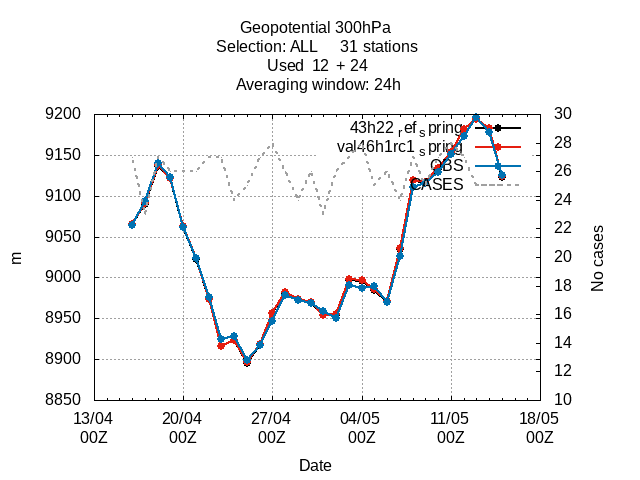 Geopotential 300hPa
Selection: ALL 31 stations
Used 12 + 24
Averaging window: 24h
9200
9150
9100
9050
9000
8950
8900
8850
m
30
28
26
24
22
20
18
16
14
12
10
No cases
43h22_ref_spring
val46h1rc1_spring
OBS
CASES
13/04 20/04 27/04 04/05 11/05 18/05
00Z 00Z 00Z 00Z 00Z 00Z
Date